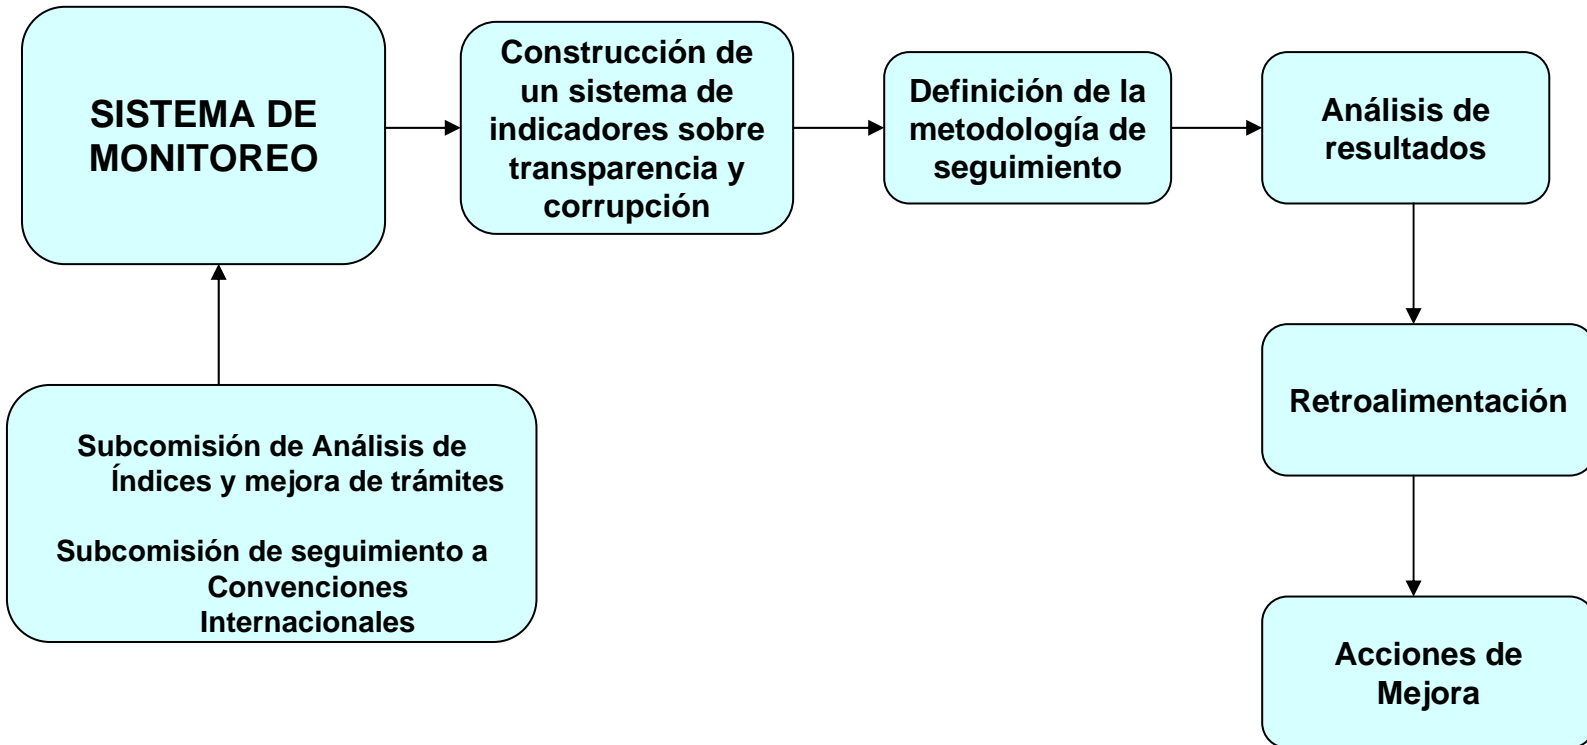 SISTEMA DE
MONITOREO
Construcción de
un sistema de
indicadores sobre
transparencia y
corrupción
Definición de la
metodología de
seguimiento
Análisis de
resultados
Retroalimentación
Acciones de
Mejora
Subcomisión de Análisis de
Índices y mejora de trámites
Subcomisión de seguimiento a
Convenciones
Internacionales